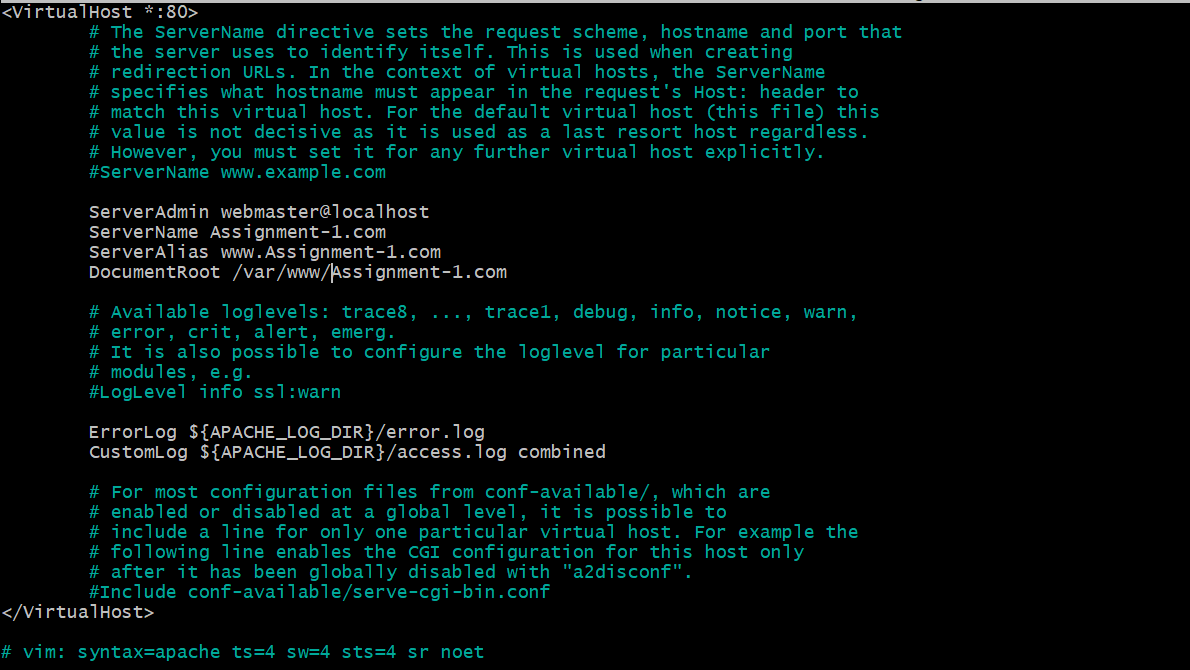 <VirtualHost *:80>
        # The ServerName directive sets the request scheme, hostname and port that
        # the server uses to identify itself. This is used when creating
        # redirection URLs. In the context of virtual hosts, the ServerName
        # specifies what hostname must appear in the request's Host: header to
        # match this virtual host. For the default virtual host (this file) this
        # value is not decisive as it is used as a last resort host regardless.
        # However, you must set it for any further virtual host explicitly.
        #ServerName www.example.com

        ServerAdmin webmaster@localhost
        ServerName Assignment-1.com
        ServerAlias www.Assignment-1.com
        DocumentRoot /var/www/Assignment-1.com

        # Available loglevels: trace8, ..., trace1, debug, info, notice, warn,
        # error, crit, alert, emerg.
        # It is also possible to configure the loglevel for particular
        # modules, e.g.
        #LogLevel info ssl:warn

        ErrorLog ${APACHE_LOG_DIR}/error.log
        CustomLog ${APACHE_LOG_DIR}/access.log combined

        # For most configuration files from conf-available/, which are
        # enabled or disabled at a global level, it is possible to
        # include a line for only one particular virtual host. For example the
        # following line enables the CGI configuration for this host only
        # after it has been globally disabled with "a2disconf".
        #Include conf-available/serve-cgi-bin.conf
</VirtualHost>

# vim: syntax=apache ts=4 sw=4 sts=4 sr noet